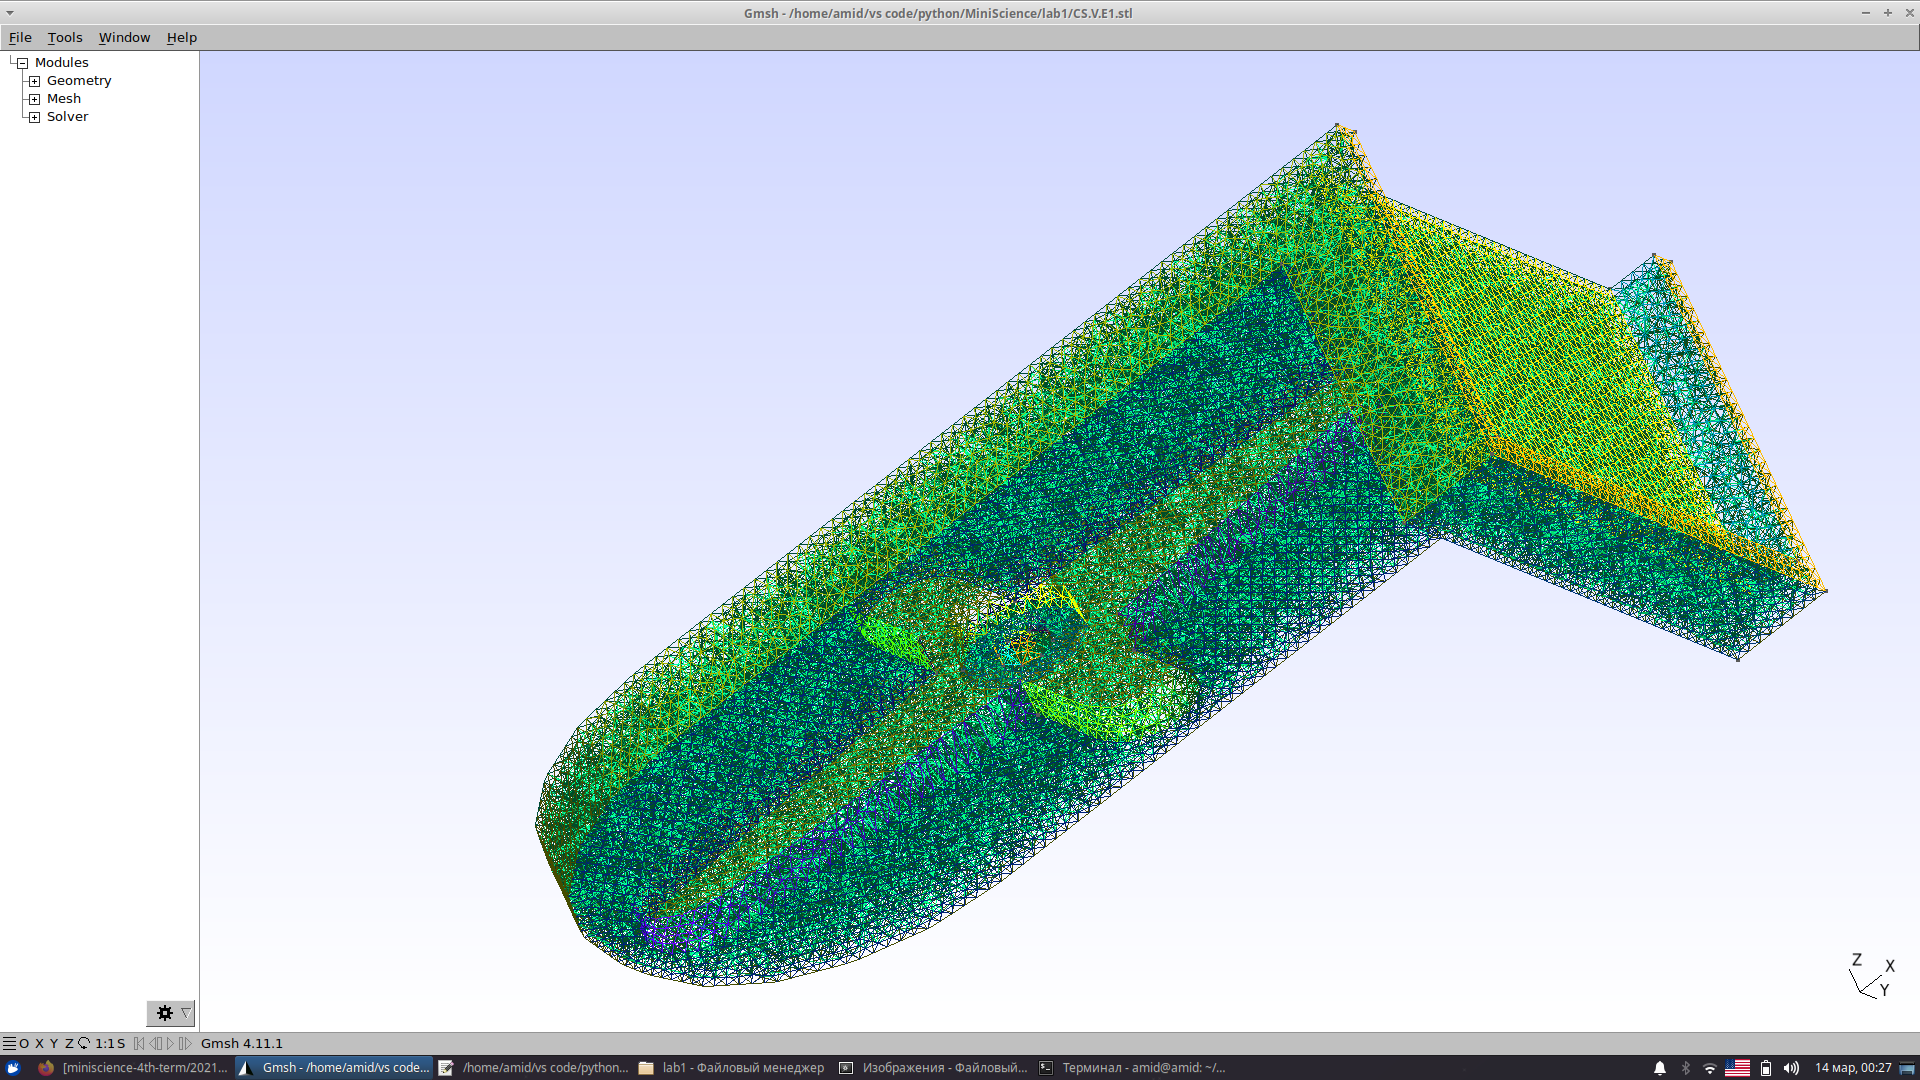 Gmsh - /home/amid/vs code/python/MiniScience/lab1/CS.V.E1.stl
File Tools Window Help
Modules
Geometry
Mesh
Solver
Z
X
Y
O X Y Z 1:1 S Gmsh 4.11.1
[miniscience-4th-term/2021... Gmsh - /home/amid/vs code... /home/amid/vs code/python... lab1 - Файловый менеджер Изображения - Файловый... Терминал - amid@amid: ~/... 14 мар, 00:27